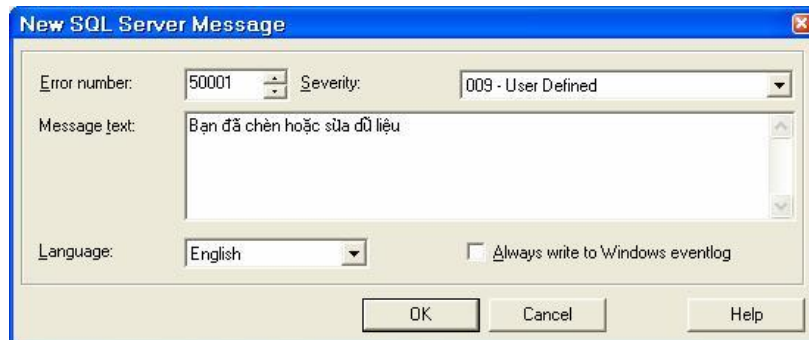 New SQL Server Message
Error number: 50001 Severity: 009 - User Defined
Message text: Bạn đã chèn hoặc sửa dữ liệu
Language: English Always write to Windows eventlog
OK Cancel Help